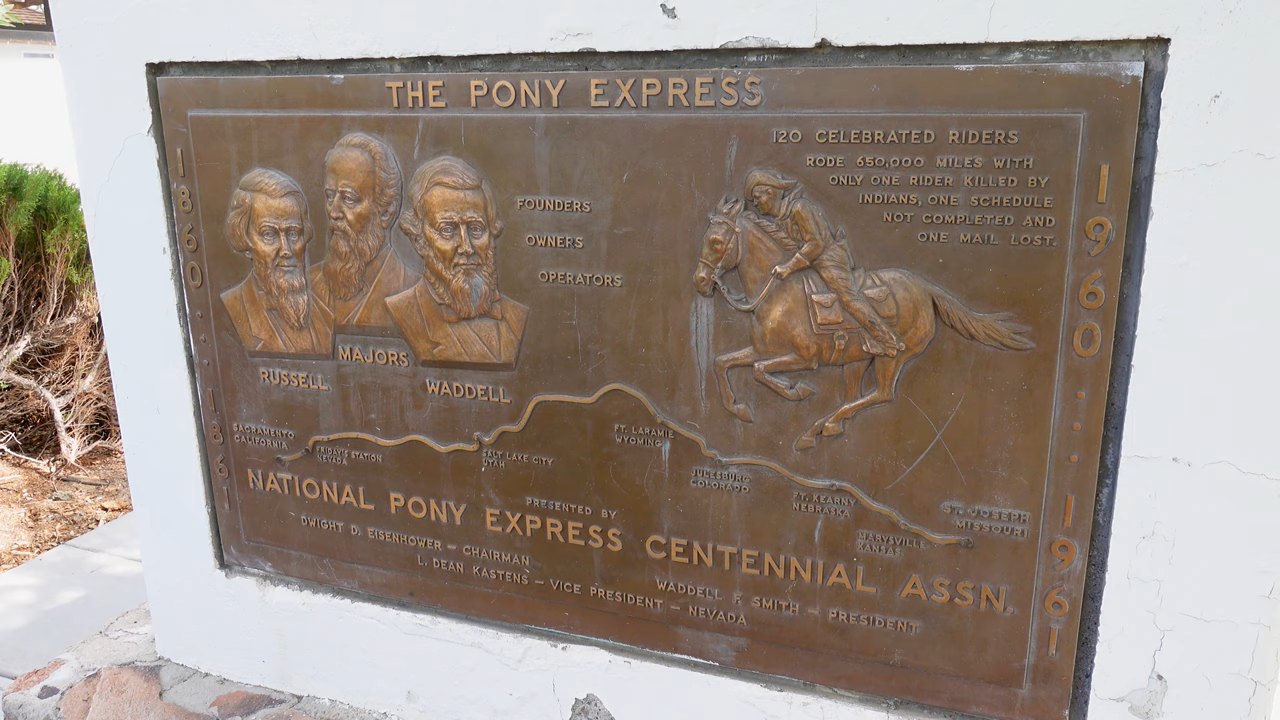 THE PONY EXPRESS
1860 · · 1861
1960 · · 1961
120 CELEBRATED RIDERS
RODE 650,000 MILES WITH
ONLY ONE RIDER KILLED BY
INDIANS, ONE SCHEDULE
NOT COMPLETED AND
ONE MAIL LOST.
FOUNDERS
OWNERS
OPERATORS
RUSSELL
MAJORS
WADDELL
SACRAMENTO
CALIFORNIA
FRIDAYS STATION
NEVADA
SALT LAKE CITY
UTAH
FT. LARAMIE
WYOMING
JULESBURG
COLORADO
FT. KEARNY
NEBRASKA
MARYSVILLE
KANSAS
ST. JOSEPH
MISSOURI
PRESENTED BY
NATIONAL PONY EXPRESS CENTENNIAL ASSN.
DWIGHT D. EISENHOWER – CHAIRMAN
WADDELL F. SMITH – PRESIDENT
L. DEAN KASTENS – VICE PRESIDENT – NEVADA